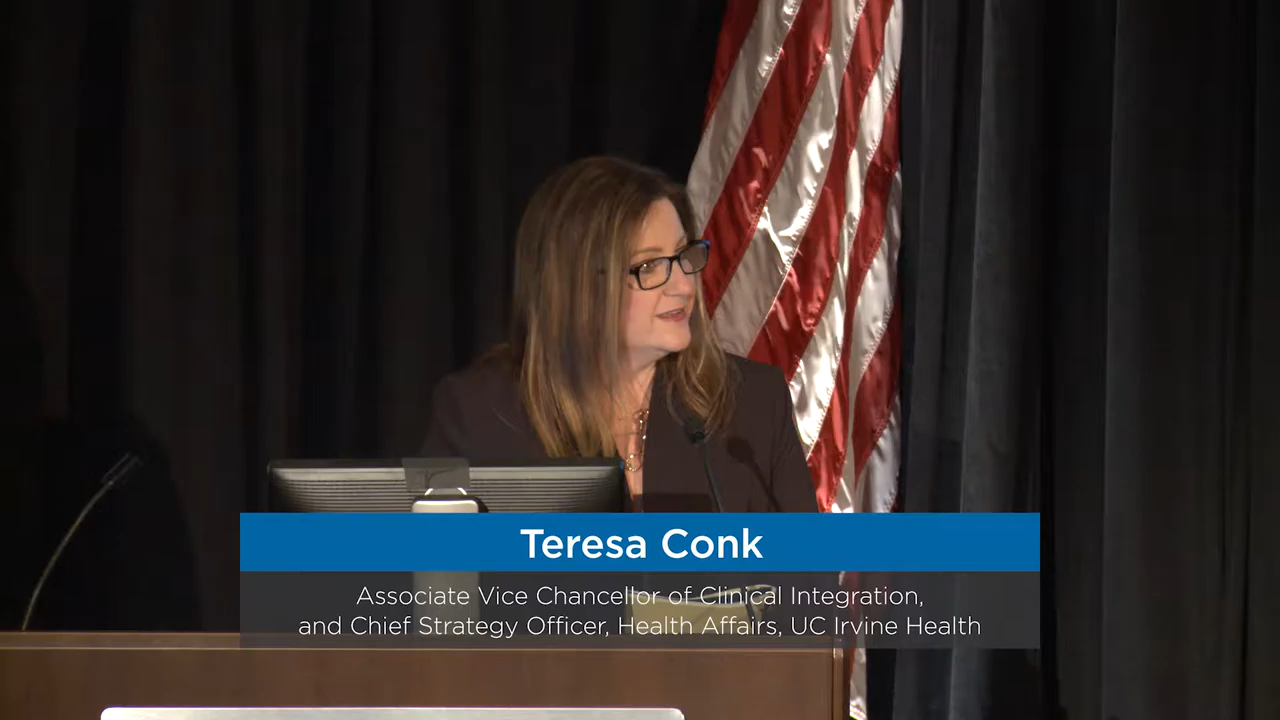 Teresa Conk
Associate Vice Chancellor of Clinical Integration,
and Chief Strategy Officer, Health Affairs, UC Irvine Health